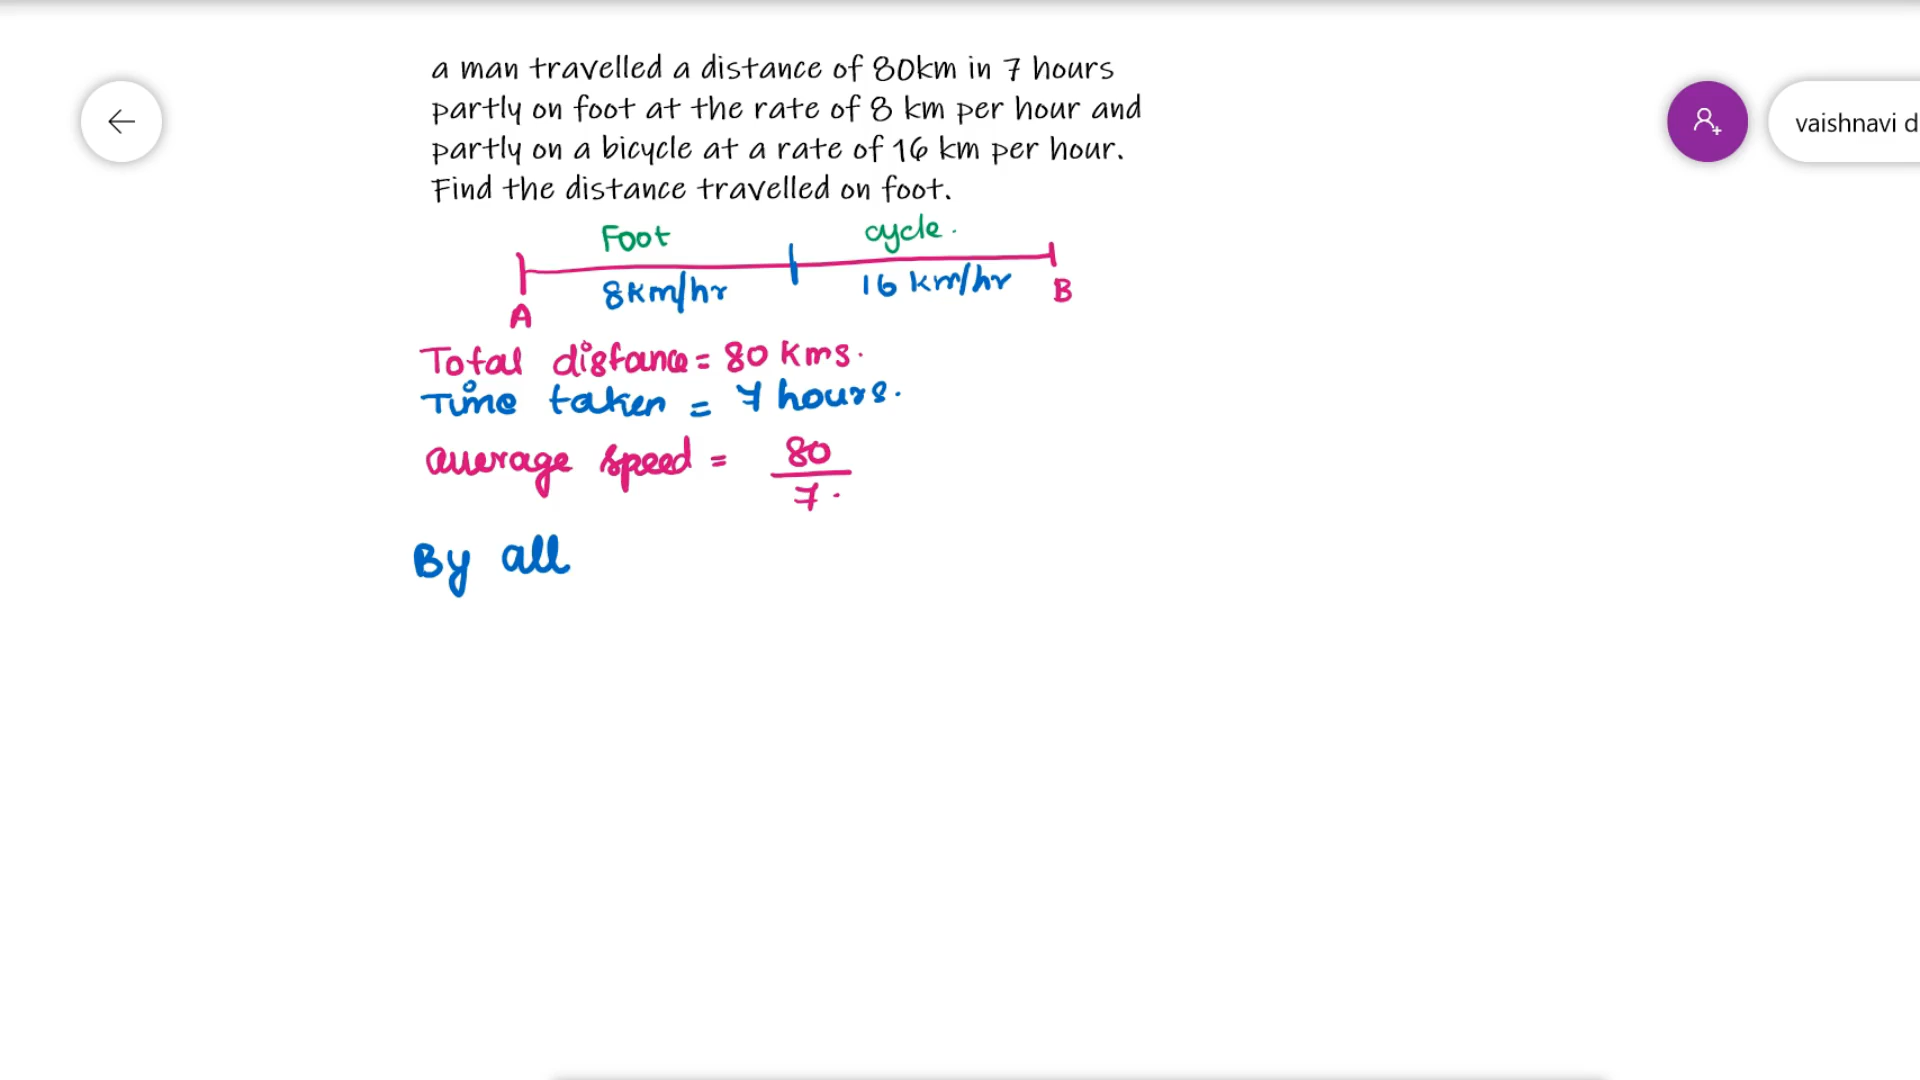 a man travelled a distance of 80km in 7 hours
partly on foot at the rate of 8 km per hour and
partly on a bicycle at a rate of 16 km per hour.
Find the distance travelled on foot.
vaishnavi d
Foot cycle.
8km/hr 16 km/hr
A B
Total distance = 80 kms.
Time taken = 7 hours.
average speed = 80
7.
By all